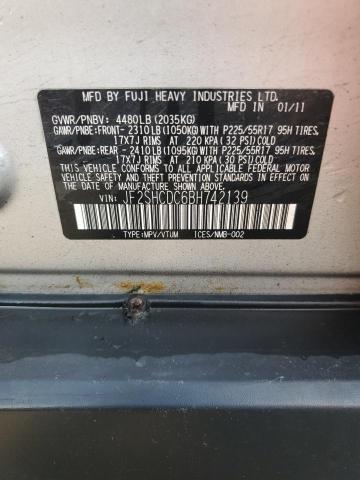 MFD BY FUJI HEAVY INDUSTRIES LTD. 01/11
GVWR/PNBV: 4480LB(2035KG)
GAWR/PNBE:FRONT- 2310LB(1050KG)WITH P225/55R17 95H TIRES,
17X7J RIMS AT 220 KPA(32 PSI)COLD
GAWR/PNBE:REAR - 2410LB(1095KG)WITH P225/55R17 95H TIRES,
17X7J RIMS AT 210 KPA(30 PSI)COLD
THIS VEHICLE CONFORMS TO ALL APPLICABLE FEDERAL MOTOR
VEHICLE SAFETY AND THEFT PREVENTION STANDARDS IN EFFECT
ON THE DATE OF MANUFACTURE SHOWN ABOVE.
VIN: JF2SHCDC6BH742139
TYPE:MPV/VTUM ICES/NMB-002